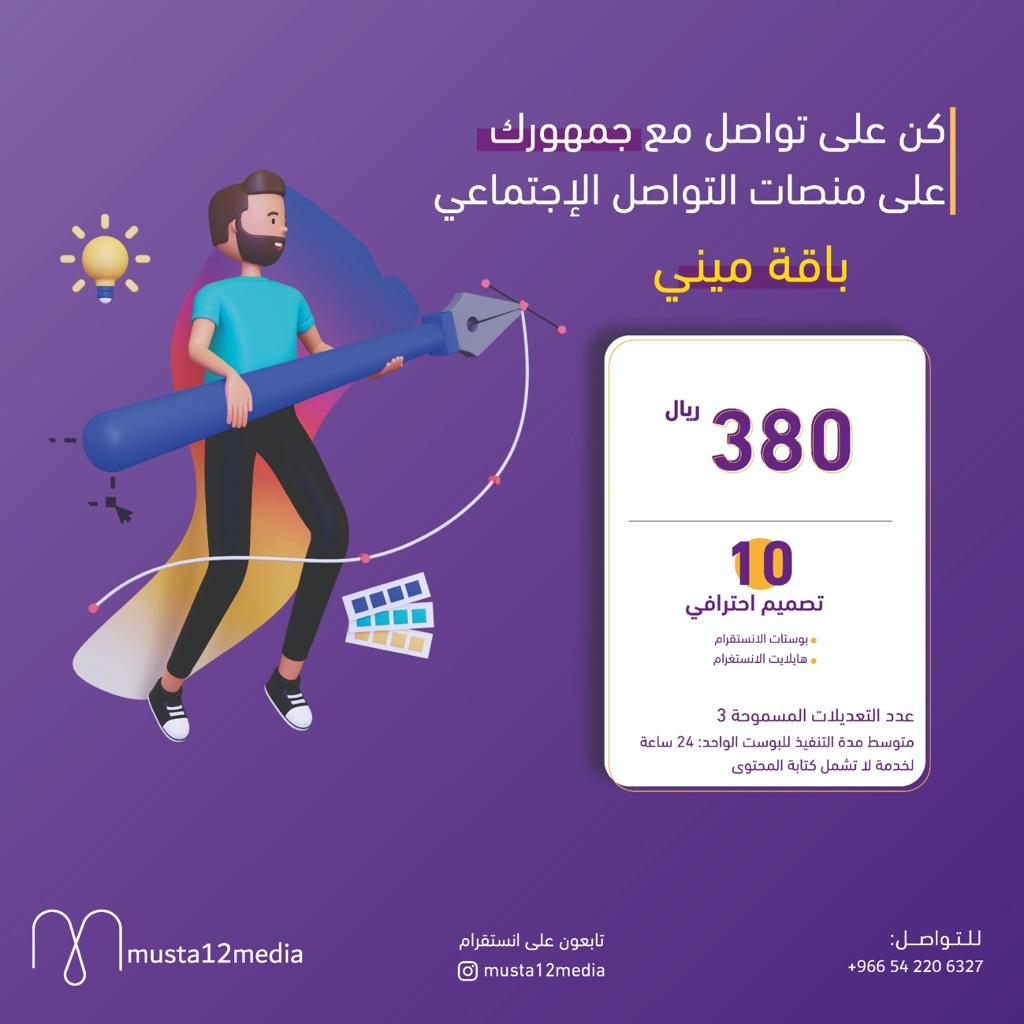 كن على تواصل مع جمهورك
على منصات التواصل الإجتماعي
باقة ميني
380 ريال
10
تصميم احترافي
بوستات الانستقرام
هايلايت الانستغرام
عدد التعديلات المسموحة 3
متوسط مدة التنفيذ للبوست الواحد: 24 ساعة
لخدمة لا تشمل كتابة المحتوى
للتواصل:
+966 54 220 6327
تابعون على انستقرام
musta12media
musta12media